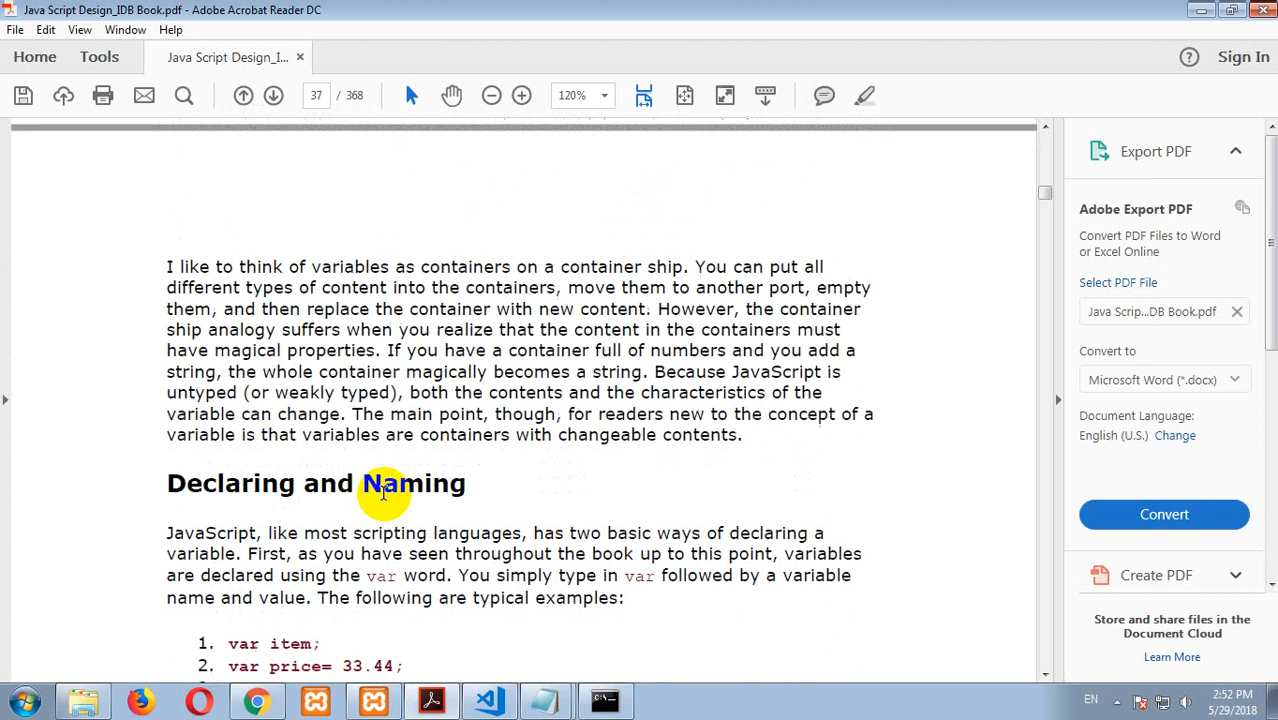 Java Script Design_IDB Book.pdf - Adobe Acrobat Reader DC
File Edit View Window Help
Home Tools Java Script Design_I... × Sign In
37 / 368 120%
I like to think of variables as containers on a container ship. You can put all
different types of content into the containers, move them to another port, empty
them, and then replace the container with new content. However, the container
ship analogy suffers when you realize that the content in the containers must
have magical properties. If you have a container full of numbers and you add a
string, the whole container magically becomes a string. Because JavaScript is
untyped (or weakly typed), both the contents and the characteristics of the
variable can change. The main point, though, for readers new to the concept of a
variable is that variables are containers with changeable contents.
Declaring and Naming
JavaScript, like most scripting languages, has two basic ways of declaring a
variable. First, as you have seen throughout the book up to this point, variables
are declared using the var word. You simply type in var followed by a variable
name and value. The following are typical examples:
1. var item;
2. var price= 33.44;
Export PDF
Adobe Export PDF
Convert PDF Files to Word
or Excel Online
Select PDF File
Java Scrip...DB Book.pdf ×
Convert to
Microsoft Word (*.docx)
Document Language:
English (U.S.) Change
Convert
Create PDF
Store and share files in the
Document Cloud
Learn More
EN
2:52 PM
5/29/2018